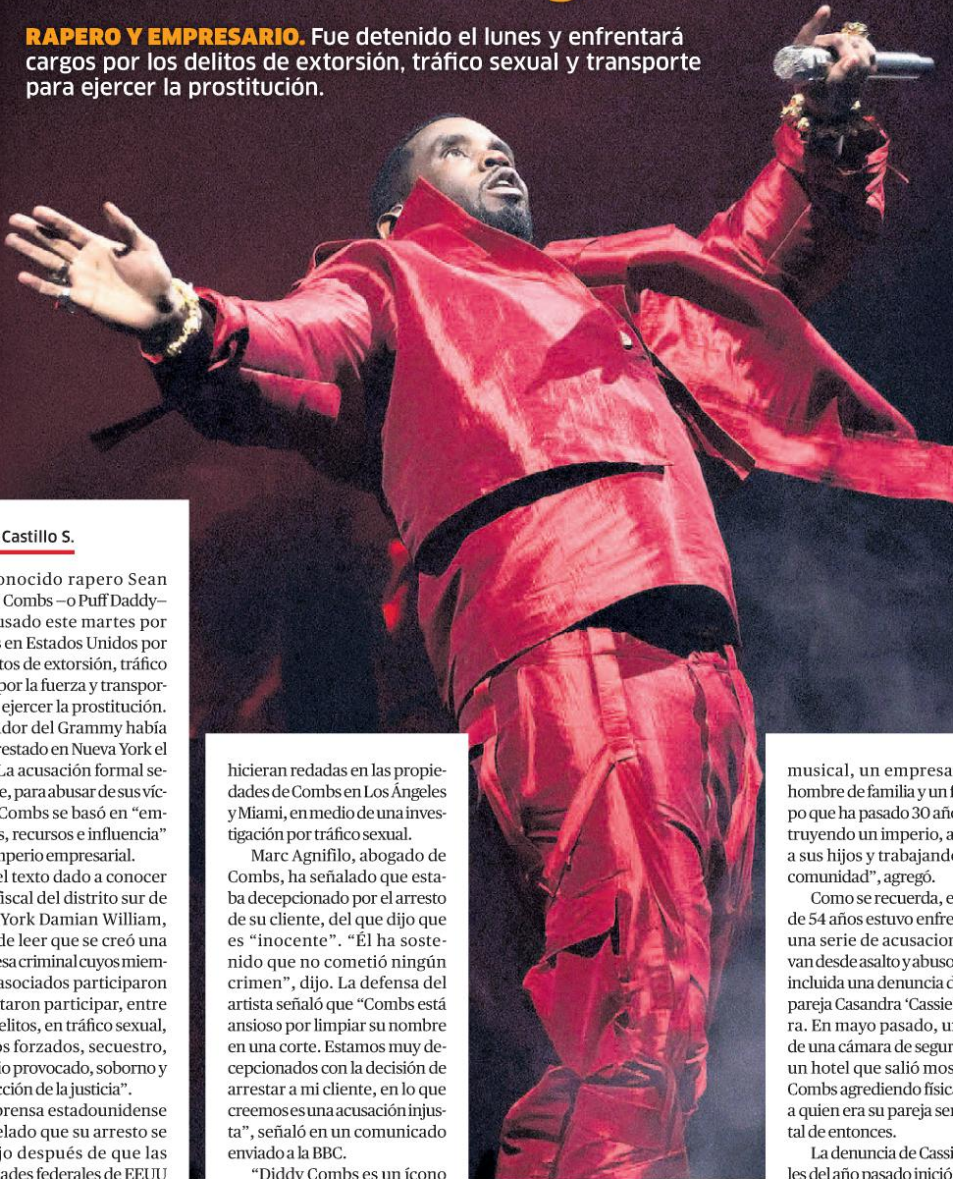 RAPERO Y EMPRESARIO. Fue detenido el lunes y enfrentará
cargos por los delitos de extorsión, tráfico sexual y transporte
para ejercer la prostitución.
Castillo S.
onocido rapero Sean
Combs —o Puff Daddy—
usado este martes por
s en Estados Unidos por
tos de extorsión, tráfico
por la fuerza y transpor-
ejercer la prostitución.
dor del Grammy había
restado en Nueva York el
La acusación formal se-
e, para abusar de sus víc-
Combs se basó en “em-
s, recursos e influencia”
mperio empresarial.
el texto dado a conocer
fiscal del distrito sur de
York Damian William,
de leer que se creó una
esa criminal cuyos miem-
asociados participaron
taron participar, entre
elitos, en tráfico sexual,
os forzados, secuestro,
io provocado, soborno y
cción de la justicia”.
prensa estadounidense
elado que su arresto se
jo después de que las
ades federales de EEUU
hicieran redadas en las propie-
dades de Combs en Los Ángeles
y Miami, en medio de una inves-
tigación por tráfico sexual.
Marc Agnifilo, abogado de
Combs, ha señalado que esta-
ba decepcionado por el arresto
de su cliente, del que dijo que
es “inocente”. “Él ha soste-
nido que no cometió ningún
crimen”, dijo. La defensa del
artista señaló que “Combs está
ansioso por limpiar su nombre
en una corte. Estamos muy de-
cepcionados con la decisión de
arrestar a mi cliente, en lo que
creemos es una acusación injus-
ta”, señaló en un comunicado
enviado a la BBC.
“Diddy Combs es un ícono
musical, un empresa
hombre de familia y un f
po que ha pasado 30 año
truyendo un imperio, a
a sus hijos y trabajando
comunidad”, agregó.
Como se recuerda, e
de 54 años estuvo enfre
una serie de acusacion
van desde asalto y abuso
incluida una denuncia d
pareja Casandra ‘Cassie
ra. En mayo pasado, u
de una cámara de segur
un hotel que salió mos
Combs agrediendo física
a quien era su pareja sen
tal de entonces.
La denuncia de Cassi
les del año pasado inició